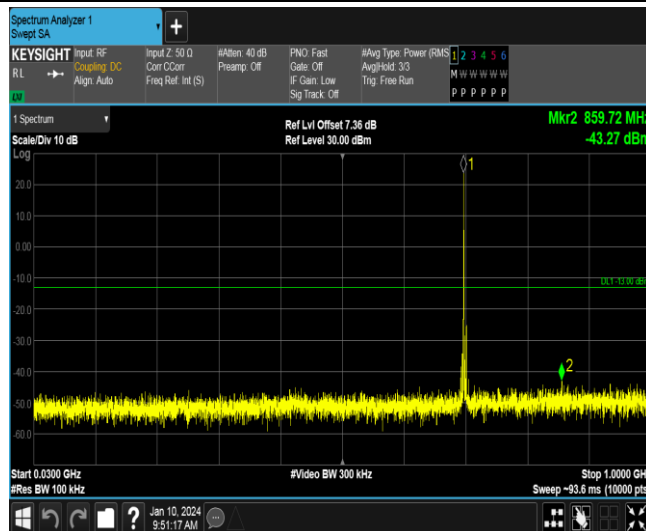 Spectrum Analyzer 1
Swept SA
+
KEYSIGHT
RL
Input: RF
Coupling: DC
Align: Auto
Input Z: 50 Ω
Corr CCorr
Freq Ref: Int (S)
#Atten: 40 dB
Preamp: Off
PNO: Fast
Gate: Off
IF Gain: Low
Sig Track: Off
#Avg Type: Power (RMS
Avg|Hold: 3/3
Trig: Free Run
1 2 3 4 5 6
M W W W W W
P P P P P P
1 Spectrum
Scale/Div 10 dB
Log
Ref Lvl Offset 7.36 dB
Ref Level 30.00 dBm
Mkr2 859.72 MHz
-43.27 dBm
1
20.0
10.0
0.00
-10.0
DL1 -13.00 dBm
-20.0
-30.0
2
-40.0
-50.0
-60.0
Start 0.0300 GHz
#Video BW 300 kHz
Stop 1.0000 GH
#Res BW 100 kHz
Sweep ~93.6 ms (10000 pts
?
Jan 10, 2024
9:51:17 AM